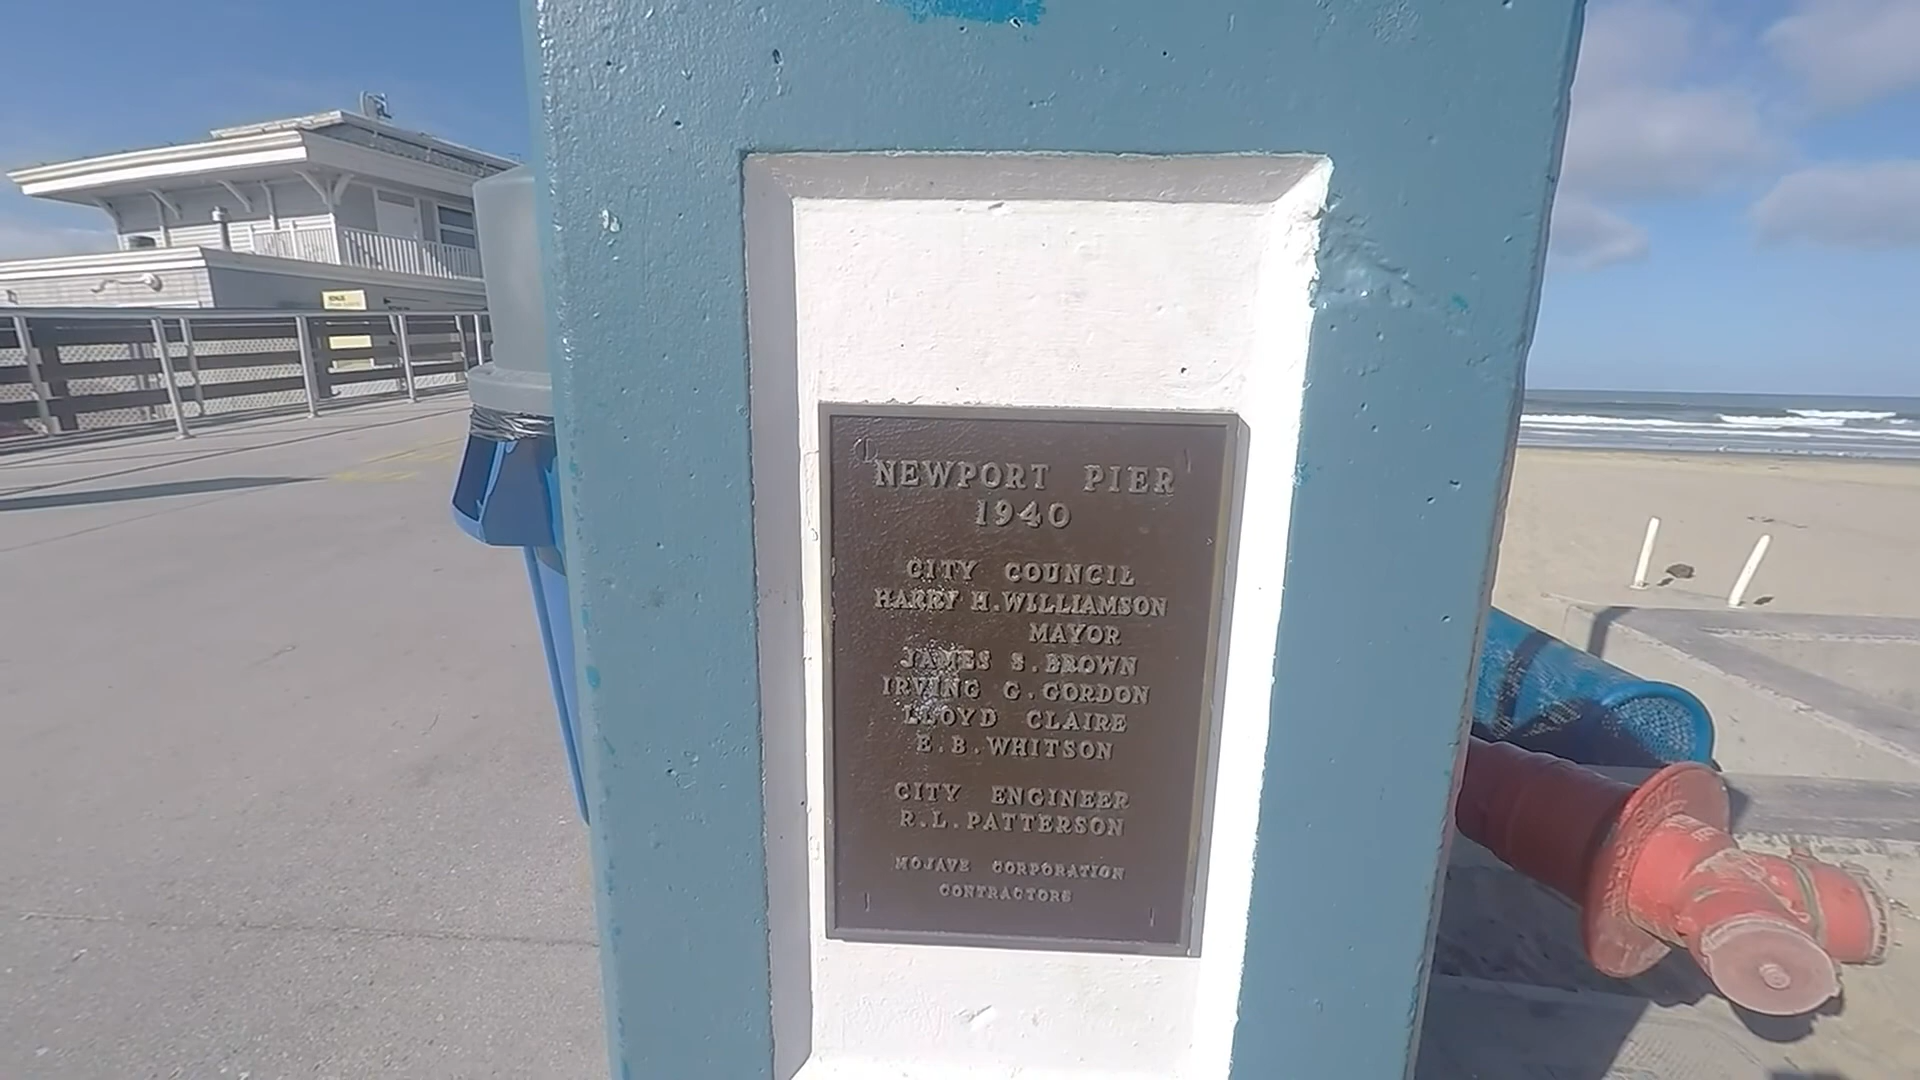 NEWPORT PIER
1940
CITY COUNCIL
HARRY H. WILLIAMSON
MAYOR
JAMES S. BROWN
IRVING G. GORDON
LLOYD CLAIRE
E. B. WHITSON
CITY ENGINEER
R. L. PATTERSON
MOJAVE CORPORATION
CONTRACTORS